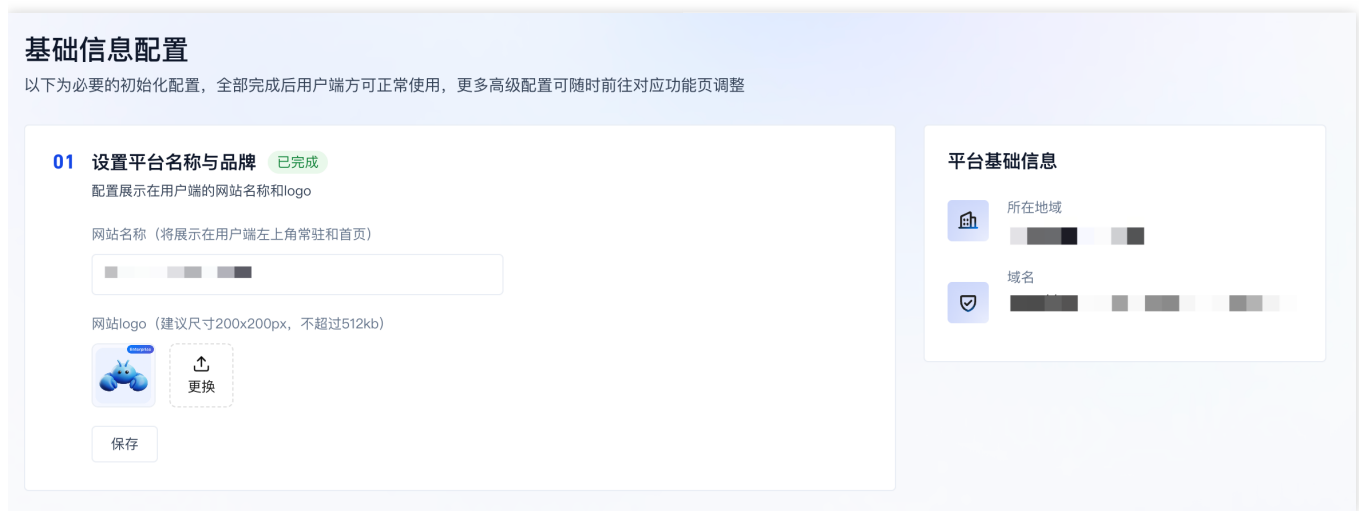 基础信息配置
以下为必要的初始化配置，全部完成后用户端方可正常使用，更多高级配置可随时前往对应功能页调整
01 设置平台名称与品牌 已完成
配置展示在用户端的网站名称和logo
网站名称（将展示在用户端左上角常驻和首页）
网站logo（建议尺寸200x200px，不超过512kb）
Enterprise
更换
保存
平台基础信息
所在地域
域名